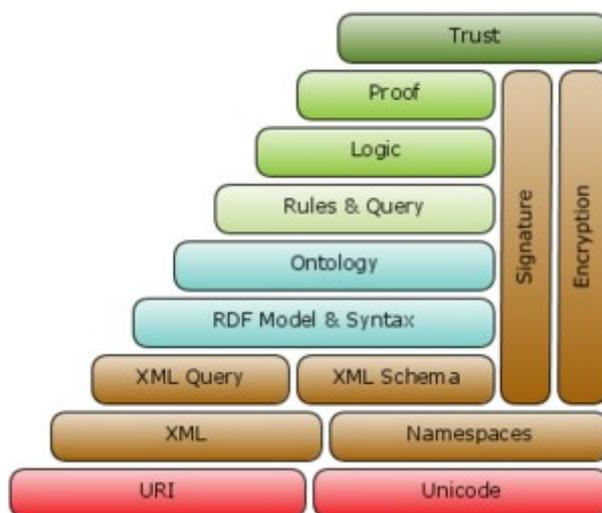 Trust
Proof
Logic
Rules & Query
Ontology
RDF Model & Syntax
Signature
Encryption
XML Query
XML Schema
XML
Namespaces
URI
Unicode